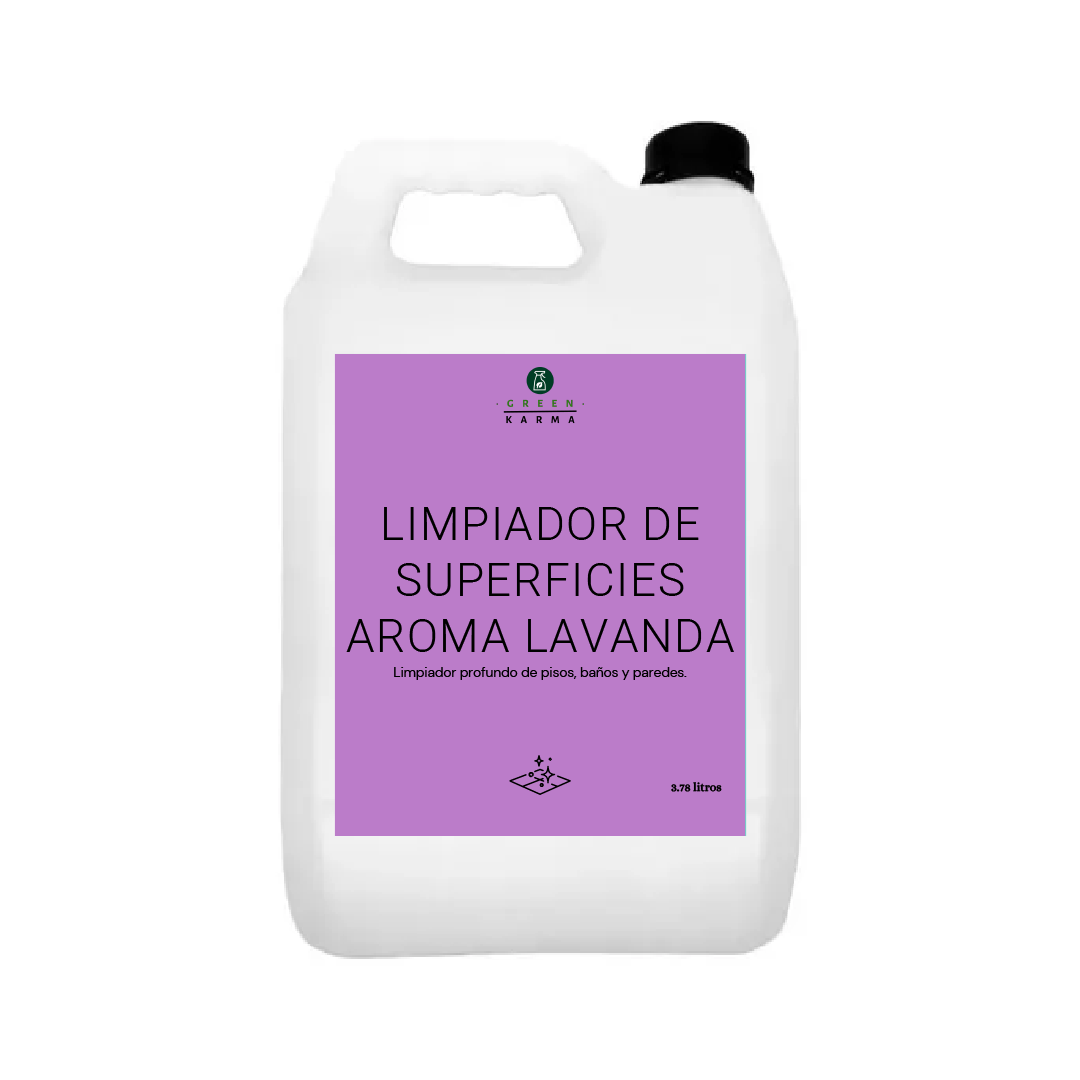 · GREEN ·
KARMA
LIMPIADOR DE
SUPERFICIES
AROMA LAVANDA
Limpiador profundo de pisos, baños y paredes.
3.78 litros